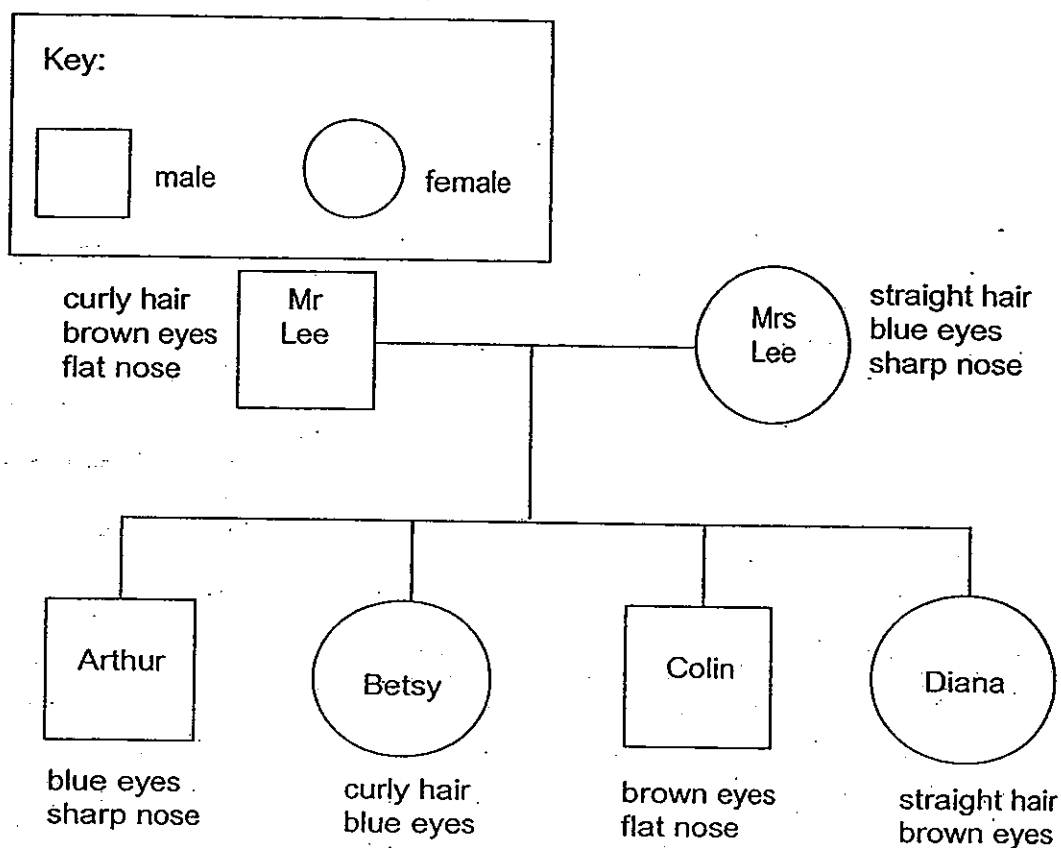 Key:
male
female
curly hair
brown eyes
flat nose
Mr
Lee
Mrs
Lee
straight hair
blue eyes
sharp nose
Arthur
Betsy
Colin
Diana
blue eyes
sharp nose
curly hair
blue eyes
brown eyes
flat nose
straight hair
brown eyes